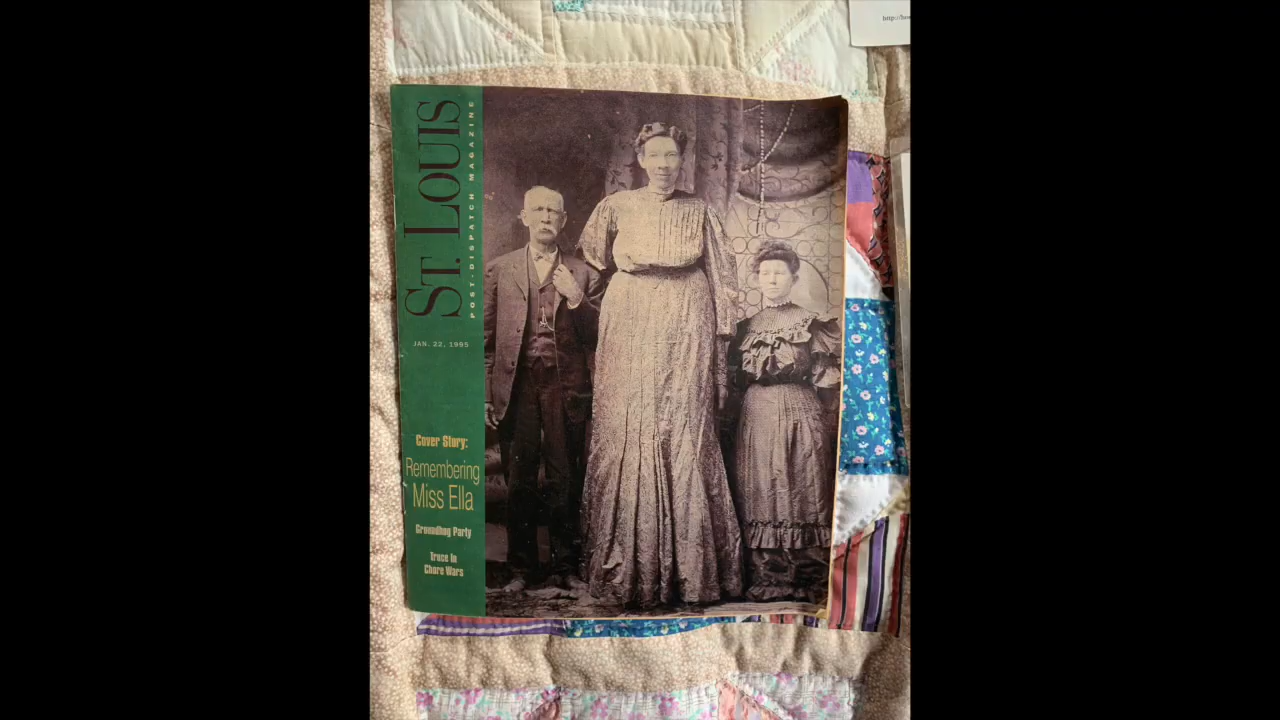 ST. LOUIS
POST-DISPATCH MAGAZINE
JAN. 22, 1995
Cover Story:
Remembering
Miss Ella
Groundhog Party
Truce In
Chore Wars